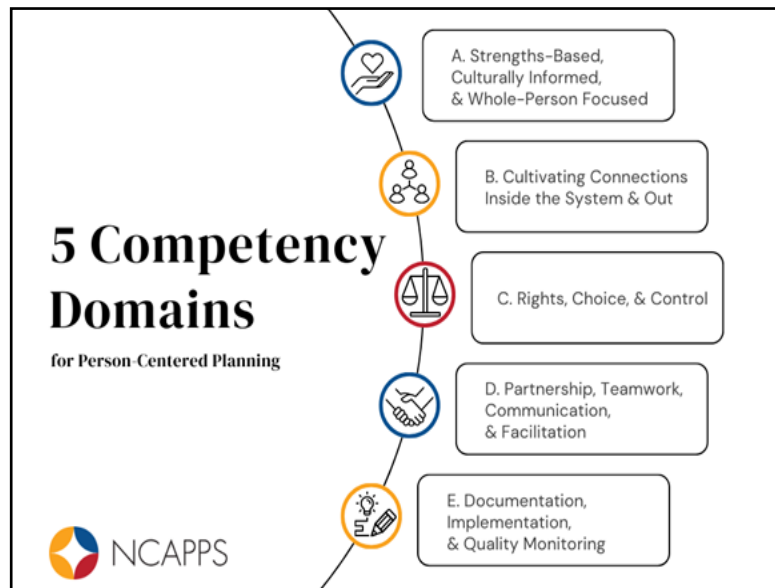 5 Competency
Domains
for Person-Centered Planning
A. Strengths-Based,
Culturally Informed,
& Whole-Person Focused
B. Cultivating Connections
Inside the System & Out
C. Rights, Choice, & Control
D. Partnership, Teamwork,
Communication,
& Facilitation
E. Documentation,
Implementation,
& Quality Monitoring
NCAPPS